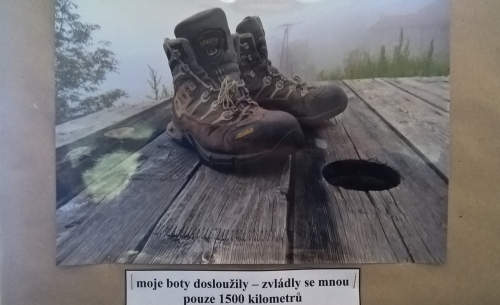 moje boty dosloužily – zvládly se mnou
pouze 1500 kilometrů